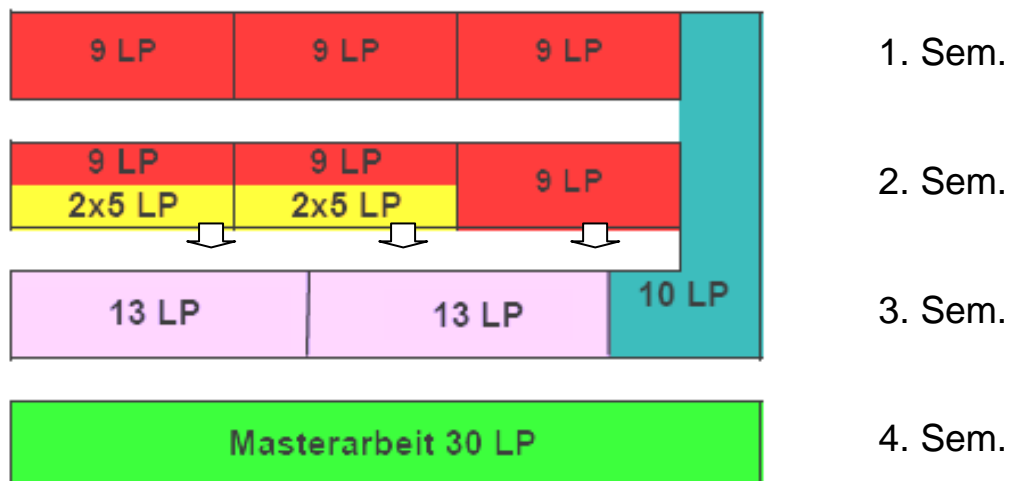 9 LP 9 LP 9 LP 1. Sem.
9 LP 9 LP 9 LP 2. Sem.
2x5 LP 2x5 LP
13 LP 13 LP 10 LP 3. Sem.
Masterarbeit 30 LP 4. Sem.